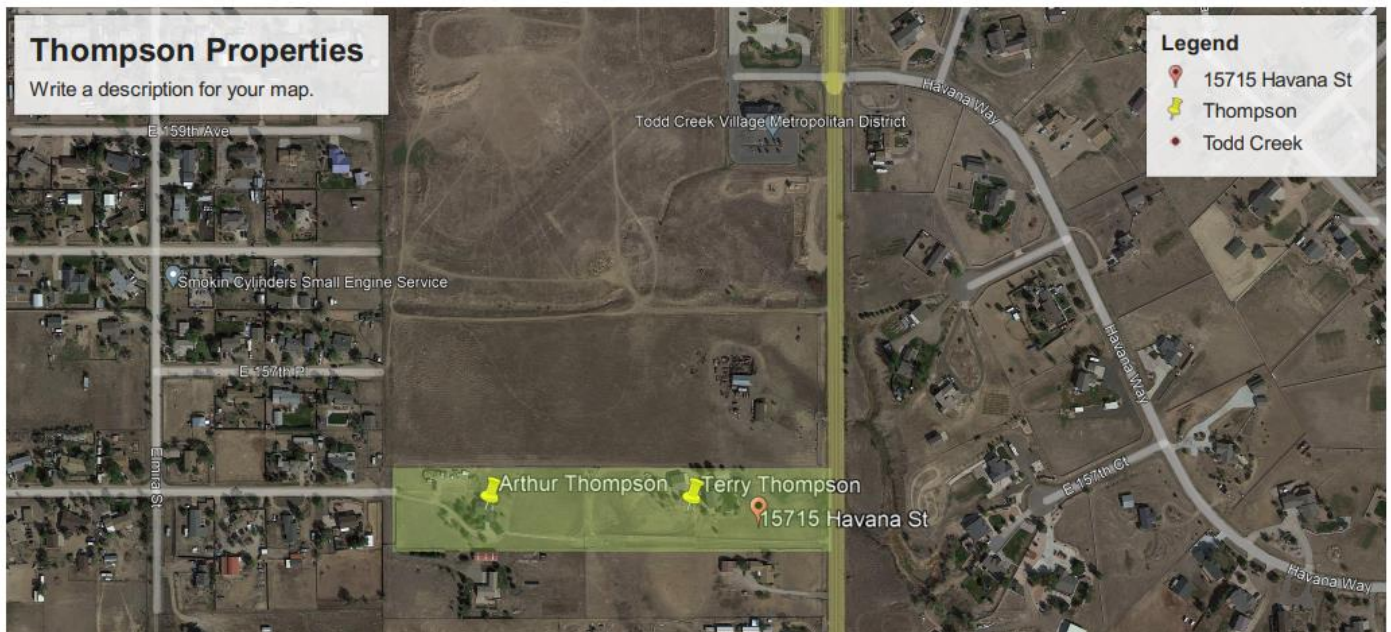 Thompson Properties
Write a description for your map.
Legend
15715 Havana St
Thompson
Todd Creek
Havana Way
Todd Creek Village Metropolitan District
E 159th Ave
Smokin Cylinders Small Engine Service
Havana Way
E 157th P
Elmira St
Arthur Thompson
Terry Thompson
15715 Havana St
E 157th Ct
Havana Way